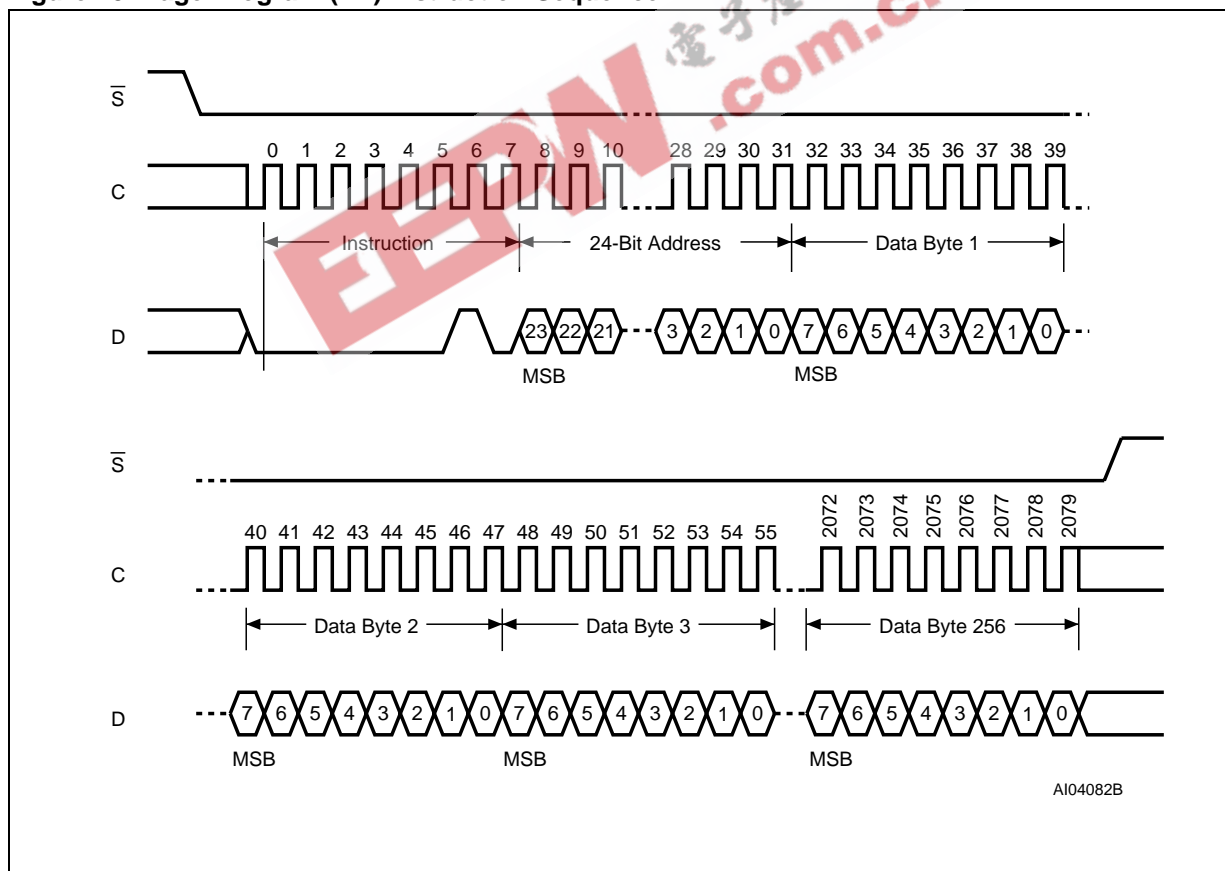 S
0 1 2 3 4 5 6 7 8 9 10 28 29 30 31 32 33 34 35 36 37 38 39
C
Instruction 24-Bit Address Data Byte 1
D
23 22 21 3 2 1 0 7 6 5 4 3 2 1 0
MSB MSB
S
40 41 42 43 44 45 46 47 48 49 50 51 52 53 54 55 2072 2073 2074 2075 2076 2077 2078 2079
C
Data Byte 2 Data Byte 3 Data Byte 256
D
7 6 5 4 3 2 1 0 7 6 5 4 3 2 1 0 7 6 5 4 3 2 1 0
MSB MSB MSB
AI04082B
EEPW
.com.c